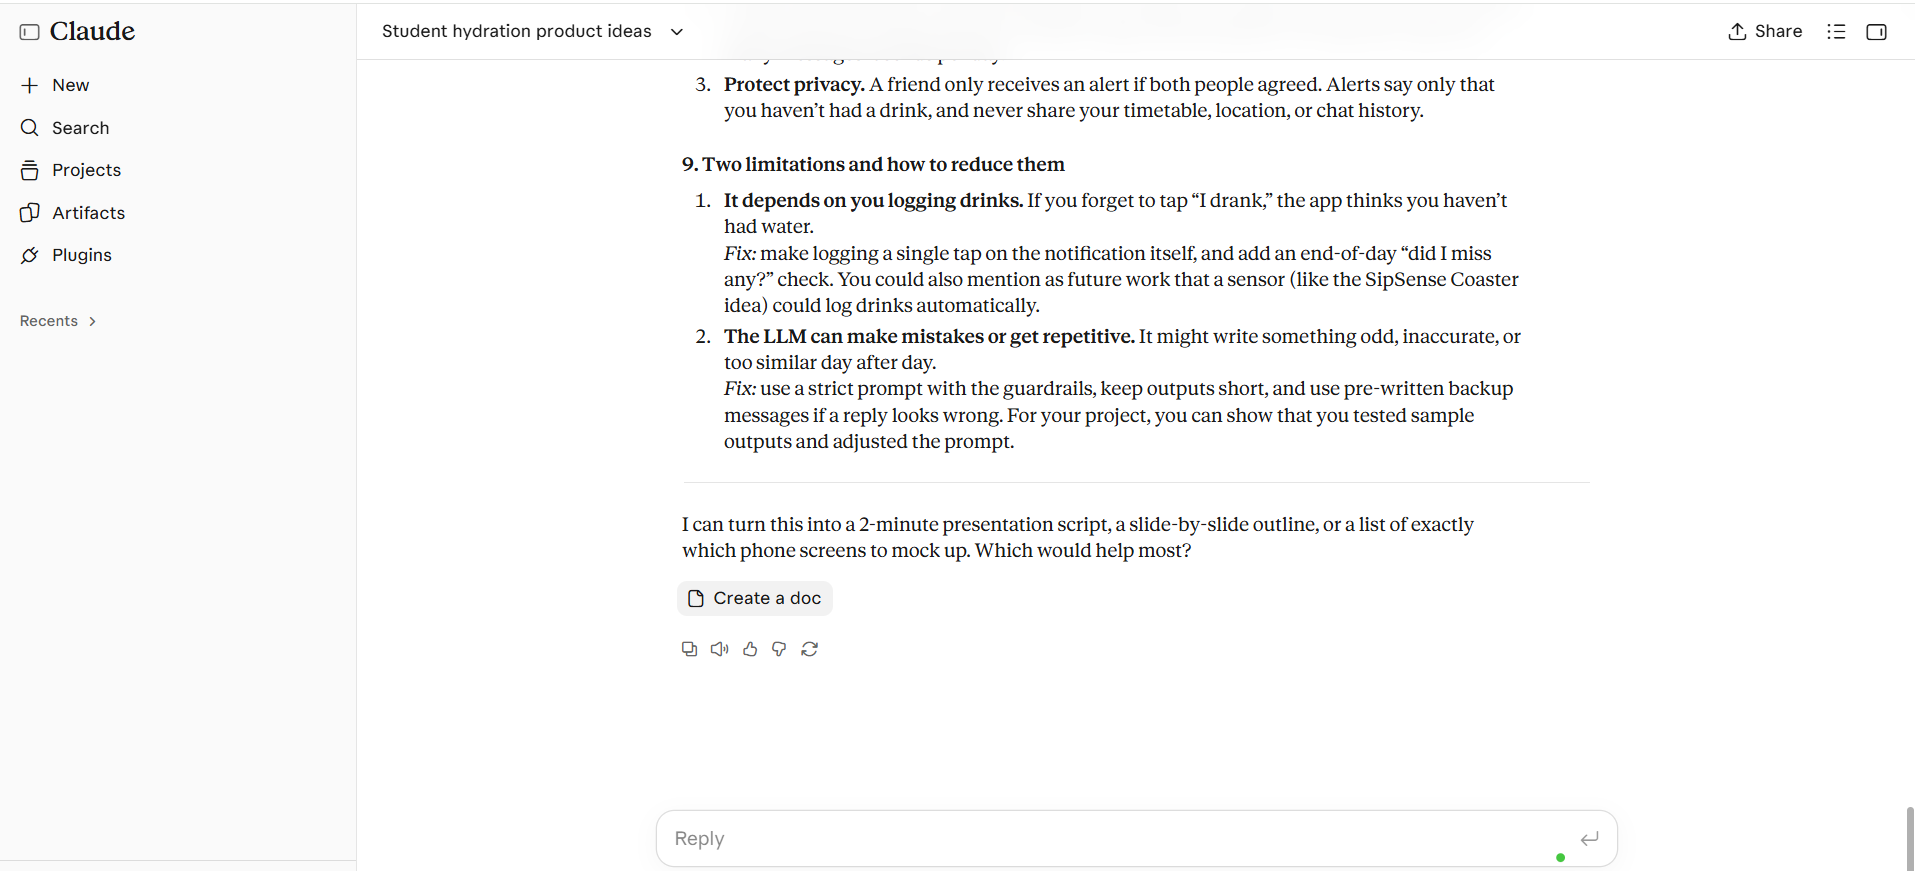 Claude
New
Search
Projects
Artifacts
Plugins
Recents
Student hydration product ideas
Share
3. Protect privacy. A friend only receives an alert if both people agreed. Alerts say only that
you haven’t had a drink, and never share your timetable, location, or chat history.
9. Two limitations and how to reduce them
1. It depends on you logging drinks. If you forget to tap “I drank,” the app thinks you haven’t
had water.
Fix: make logging a single tap on the notification itself, and add an end-of-day “did I miss
any?” check. You could also mention as future work that a sensor (like the SipSense Coaster
idea) could log drinks automatically.
2. The LLM can make mistakes or get repetitive. It might write something odd, inaccurate, or
too similar day after day.
Fix: use a strict prompt with the guardrails, keep outputs short, and use pre-written backup
messages if a reply looks wrong. For your project, you can show that you tested sample
outputs and adjusted the prompt.
I can turn this into a 2-minute presentation script, a slide-by-slide outline, or a list of exactly
which phone screens to mock up. Which would help most?
Create a doc
Reply